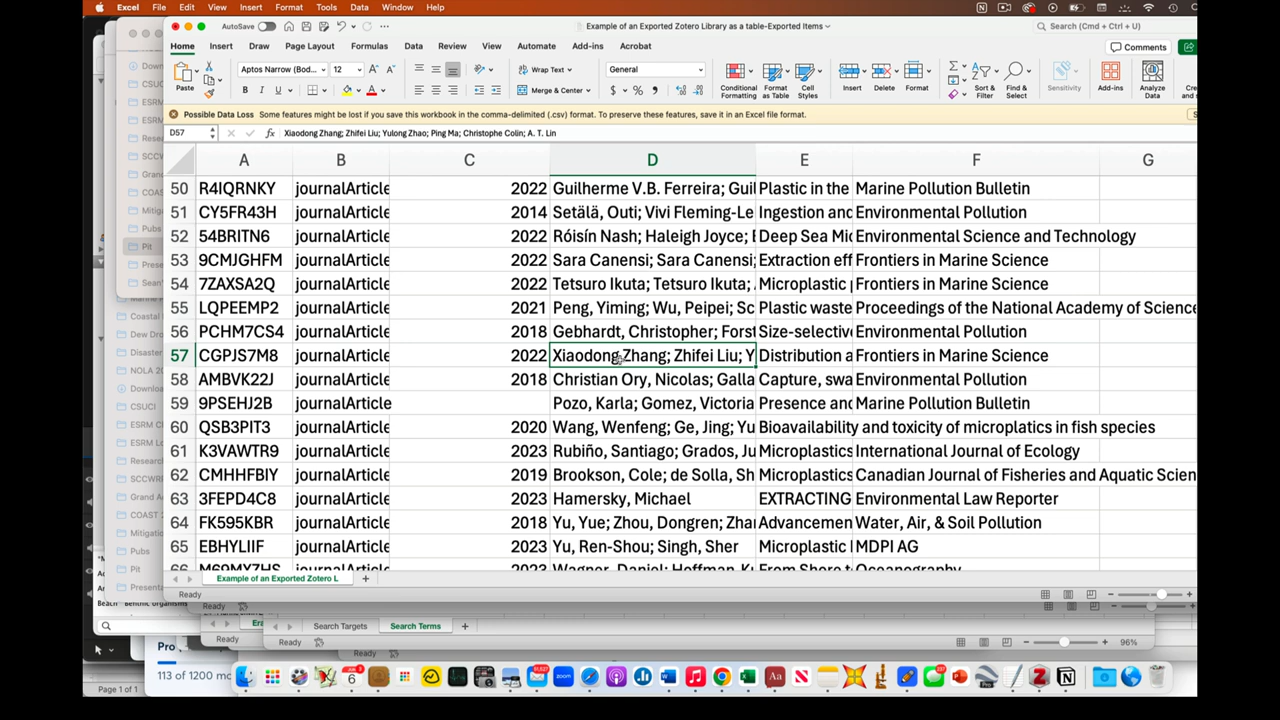 Excel File Edit View Insert Format Tools Data Window Help
AutoSave Example of an Exported Zotero Library as a table-Exported Items Search (Cmd + Ctrl + U)
Home Insert Draw Page Layout Formulas Data Review View Automate Add-ins Acrobat Comments
Paste Aptos Narrow (Bod... 12 Wrap Text General Conditional Formatting Format as Table Cell Styles Insert Delete Format Sort & Filter Find & Select Sensitivity Add-ins Analyze Data
B I U Merge & Center
Possible Data Loss Some features might be lost if you save this workbook in the comma-delimited (.csv) format. To preserve these features, save it in an Excel file format.
D57 fx Xiaodong Zhang; Zhifei Liu; Yulong Zhao; Ping Ma; Christophe Colin; A. T. Lin
A B C D E F G
50 R4IQRNKY journalArticle 2022 Guilherme V.B. Ferreira; Guil Plastic in the Marine Pollution Bulletin
51 CY5FR43H journalArticle 2014 Setälä, Outi; Vivi Fleming-Le Ingestion and Environmental Pollution
52 54BRITN6 journalArticle 2022 Róisín Nash; Haleigh Joyce; Deep Sea Mic Environmental Science and Technology
53 9CMJGHFM journalArticle 2022 Sara Canensi; Sara Canensi; Extraction eff Frontiers in Marine Science
54 7ZQAXSA2Q journalArticle 2022 Tetsuro Ikuta; Tetsuro Ikuta; Microplastic Frontiers in Marine Science
55 LQPEEMP2 journalArticle 2021 Peng, Yiming; Wu, Peipei; Sc Plastic waste Proceedings of the National Academy of Science
56 PCHM7CS4 journalArticle 2018 Gebhardt, Christopher; Forst Size-selective Environmental Pollution
57 CGPJS7M8 journalArticle 2022 Xiaodong Zhang; Zhifei Liu; Y Distribution a Frontiers in Marine Science
58 AMBVK22J journalArticle 2018 Christian Ory, Nicolas; Galla Capture, swa Environmental Pollution
59 9PSEHJ2B journalArticle Pozo, Karla; Gomez, Victoria Presence and Marine Pollution Bulletin
60 QSB3PIT3 journalArticle 2020 Wang, Wenfeng; Ge, Jing; Yu Bioavailability and toxicity of microplatics in fish species
61 K3VAWTR9 journalArticle 2023 Rubiño, Santiago; Grados, Ju Microplastics International Journal of Ecology
62 CMHHFBIY journalArticle 2019 Brookson, Cole; de Solla, Sh Microplastics Canadian Journal of Fisheries and Aquatic Scien
63 3FEPD4C8 journalArticle 2023 Hamersky, Michael EXTRACTING Environmental Law Reporter
64 FK595KBR journalArticle 2018 Yu, Yue; Zhou, Dongren; Zhan Advancemen Water, Air, & Soil Pollution
65 EBHYLIIF journalArticle 2023 Yu, Ren-Shou; Singh, Sher Microplastic MDPI AG
Example of an Exported Zotero L
Ready
Ready
Search Targets Search Terms
Ready Ready 96%
Pro
113 of 1200
Page 1 of 1